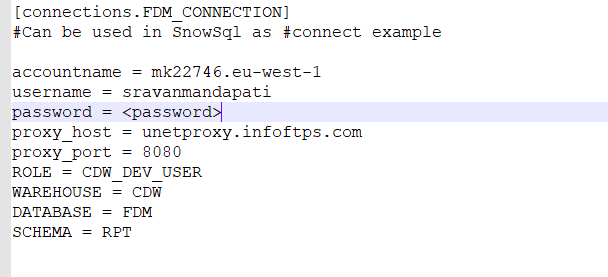 [connections.FDM_CONNECTION]
#Can be used in SnowSql as #connect example
accountname = mk22746.eu-west-1
username = sravanmandapati
password = <password>
proxy_host = unetproxy.infoftps.com
proxy_port = 8080
ROLE = CDW_DEV_USER
WAREHOUSE = CDW
DATABASE = FDM
SCHEMA = RPT